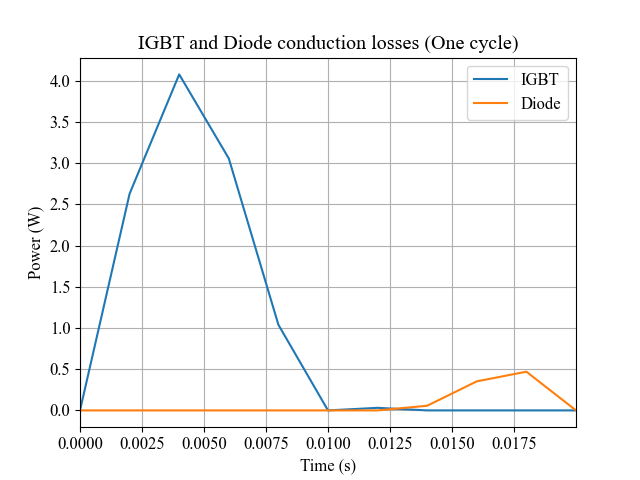 IGBT and Diode conduction losses (One cycle)
IGBT
Diode
4.0
3.5
3.0
2.5
2.0
1.5
1.0
0.5
0.0
Power (W)
0.0000 0.0025 0.0050 0.0075 0.0100 0.0125 0.0150 0.0175
Time (s)